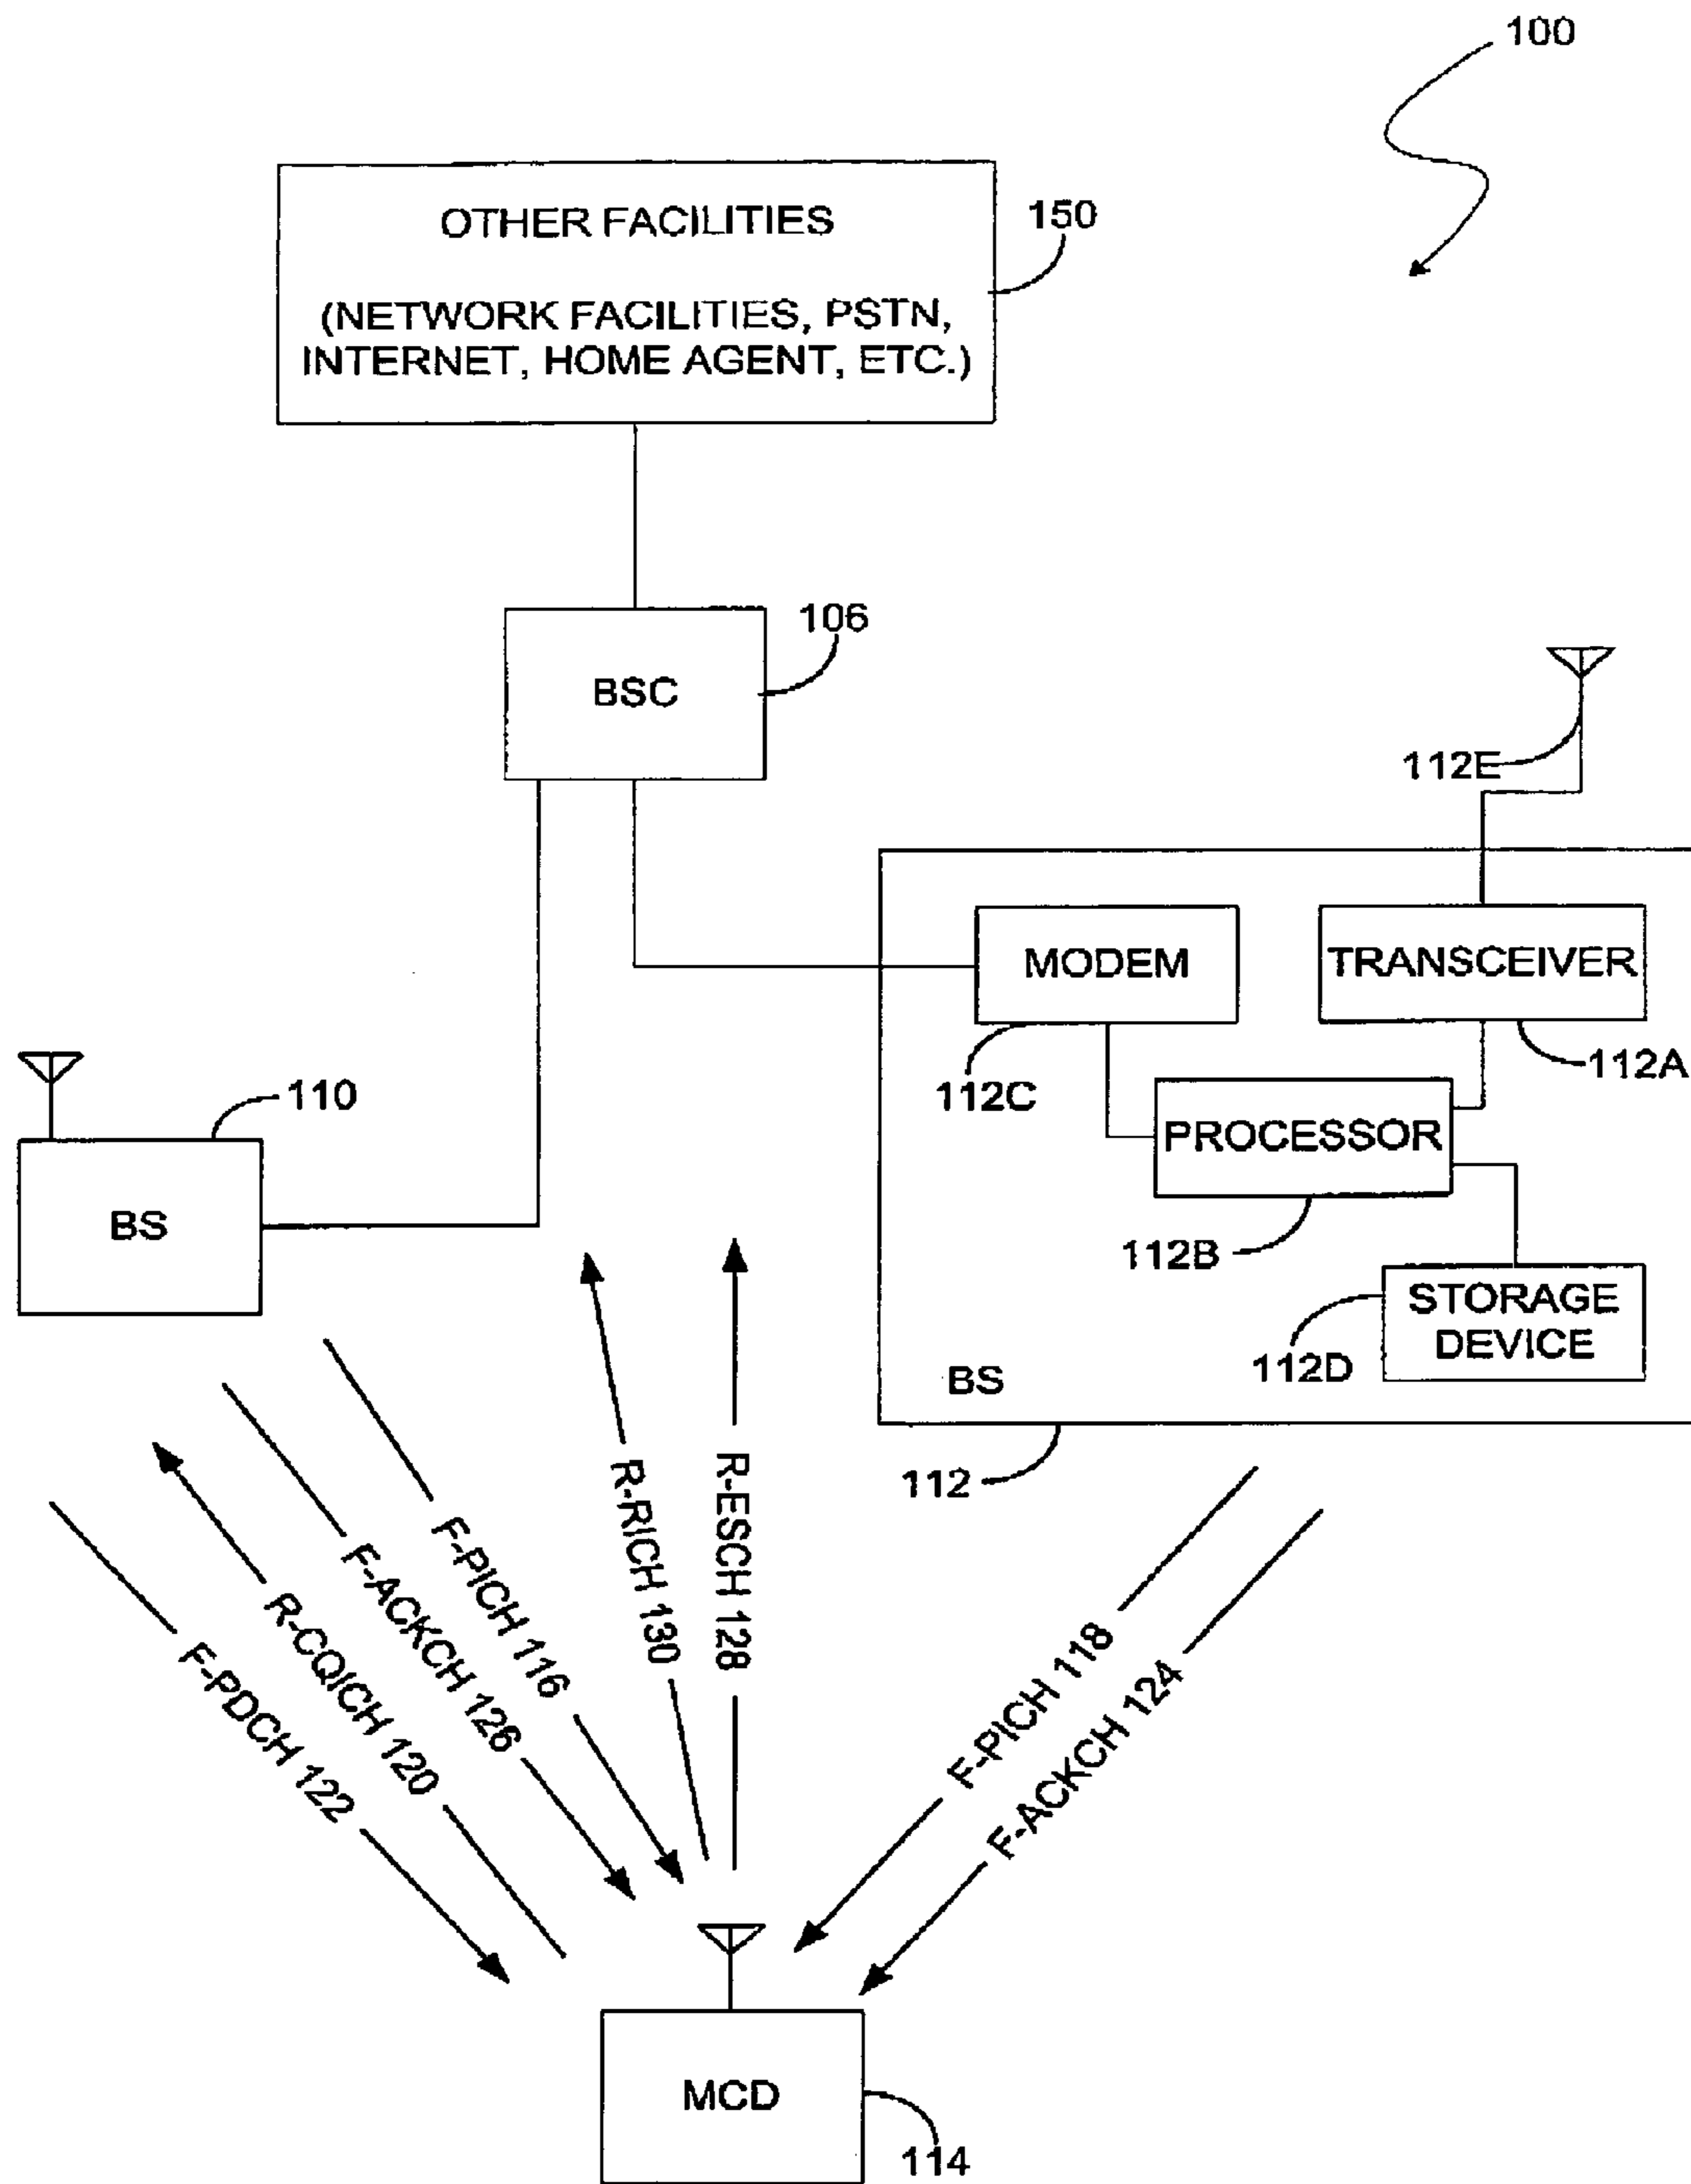 100
OTHER FACILITIES
150
(NETWORK FACILITIES, PSTN,
INTERNET, HOME AGENT, ETC.)
106
BSC
112E
MODEM
TRANSCEIVER
112C
112A
110
PROCESSOR
BS
112B
STORAGE
DEVICE
112D
BS
112
F-PDCH 122
R-CQICH 120
F-ACKCH 126
F-PICH 116
R-RICH 130
R-ESCH 128
F-PICH 118
F-ACKCH 124
MCD
114